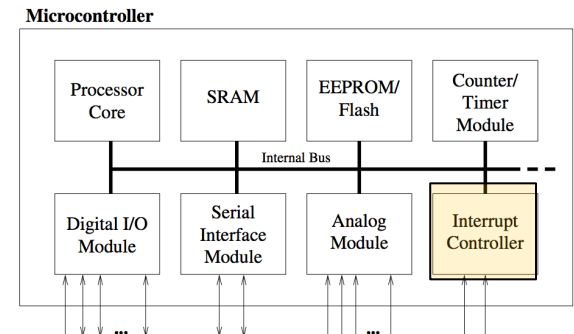 Microcontroller
Processor
Core
SRAM
EEPROM/
Flash
Counter/
Timer
Module
Internal Bus
Digital I/O
Module
Serial
Interface
Module
Analog
Module
Interrupt
Controller
...
...